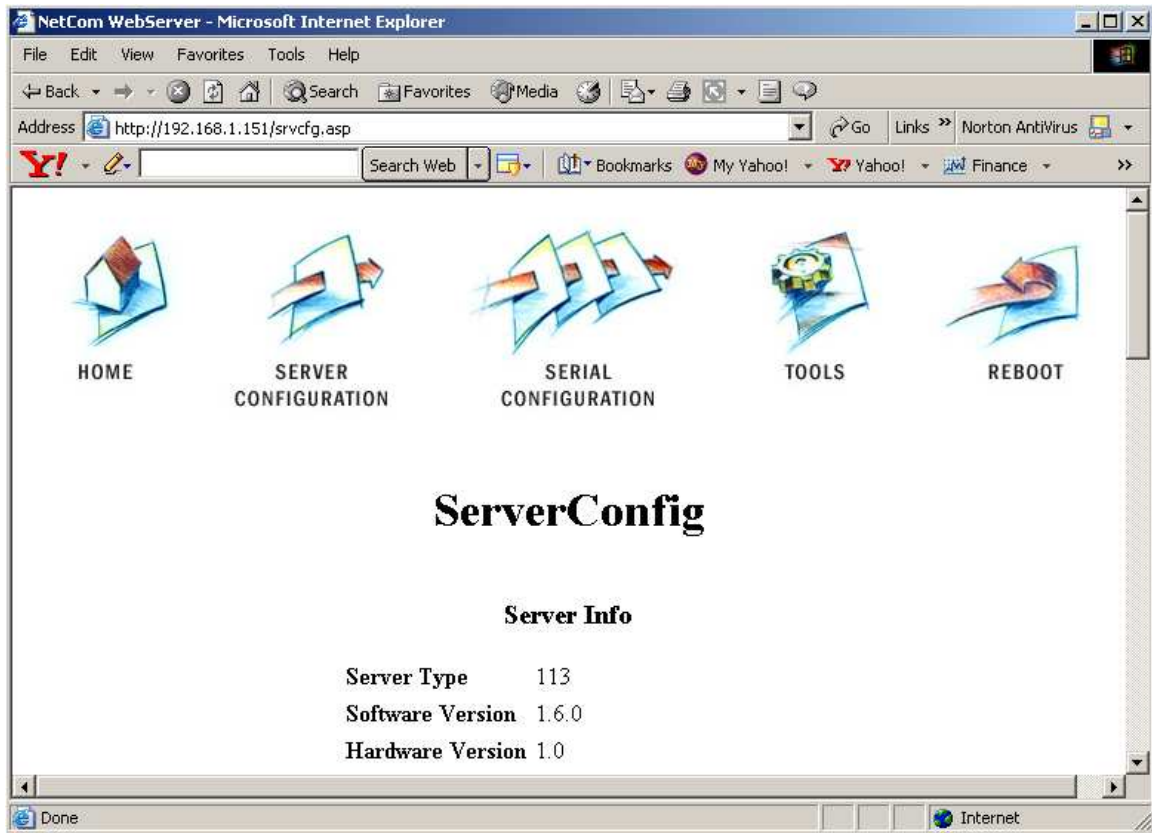 NetCom WebServer - Microsoft Internet Explorer
File Edit View Favorites Tools Help
Back Search Favorites Media
Address http://192.168.1.151/srvcfg.asp Go Links » Norton AntiVirus
Y! Search Web Bookmarks My Yahoo! Yahoo! Finance »
HOME
SERVER
CONFIGURATION
SERIAL
CONFIGURATION
TOOLS
REBOOT
ServerConfig
Server Info
Server Type 113
Software Version 1.6.0
Hardware Version 1.0
Done Internet